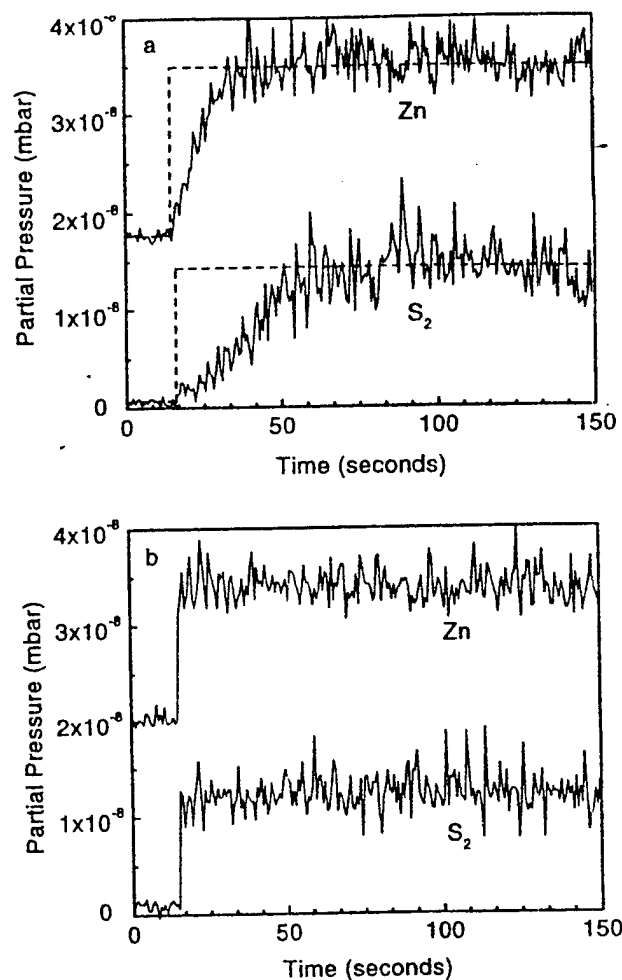 a
4x10⁻⁸
3x10⁻⁸
2x10⁻⁸
1x10⁻⁸
0
Partial Pressure (mbar)
Zn
S₂
0 50 100 150
Time (seconds)
b
4x10⁻⁸
3x10⁻⁸
2x10⁻⁸
1x10⁻⁸
0
Partial Pressure (mbar)
Zn
S₂
0 50 100 150
Time (seconds)